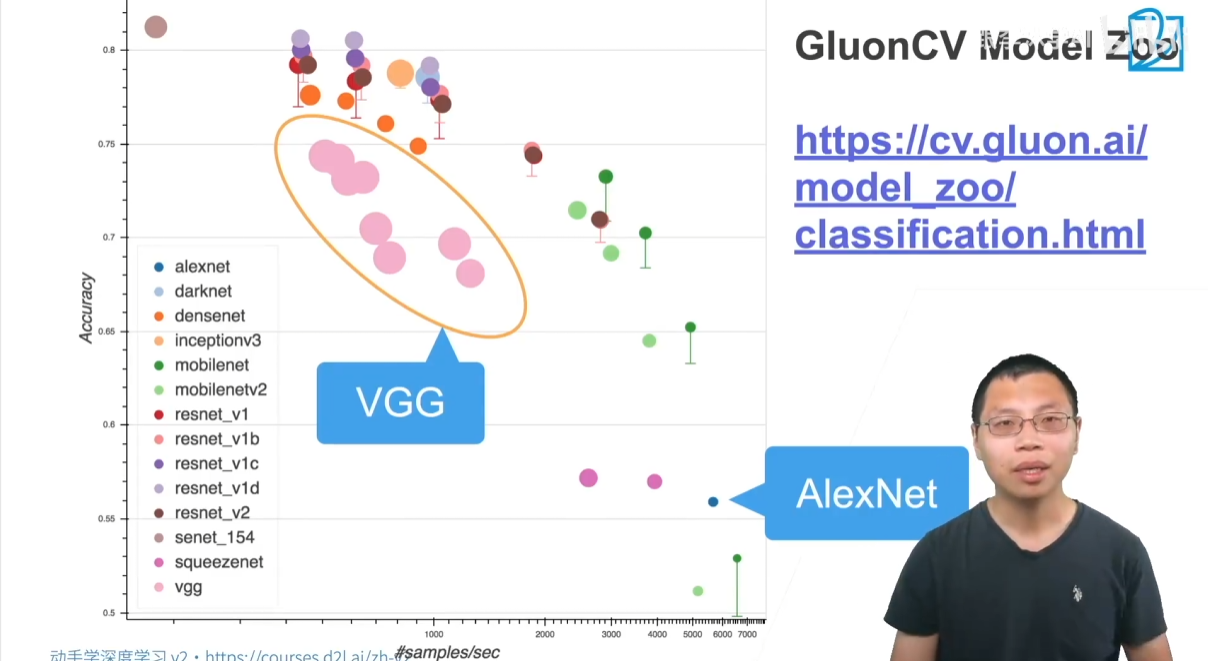 GluonCV Model Zoo
https://cv.gluon.ai/
model_zoo/
classification.html
0.8
0.75
0.7
0.65
0.6
0.55
0.5
Accuracy
alexnet
darknet
densenet
inceptionv3
mobilenet
mobilenetv2
resnet_v1
resnet_v1b
resnet_v1c
resnet_v1d
resnet_v2
senet_154
squeezenet
vgg
VGG
AlexNet
1000 2000 3000 4000 5000 6000 7000
#samples/sec
动手学深度学习 v2 · https://courses.d2l.ai/zh-v2